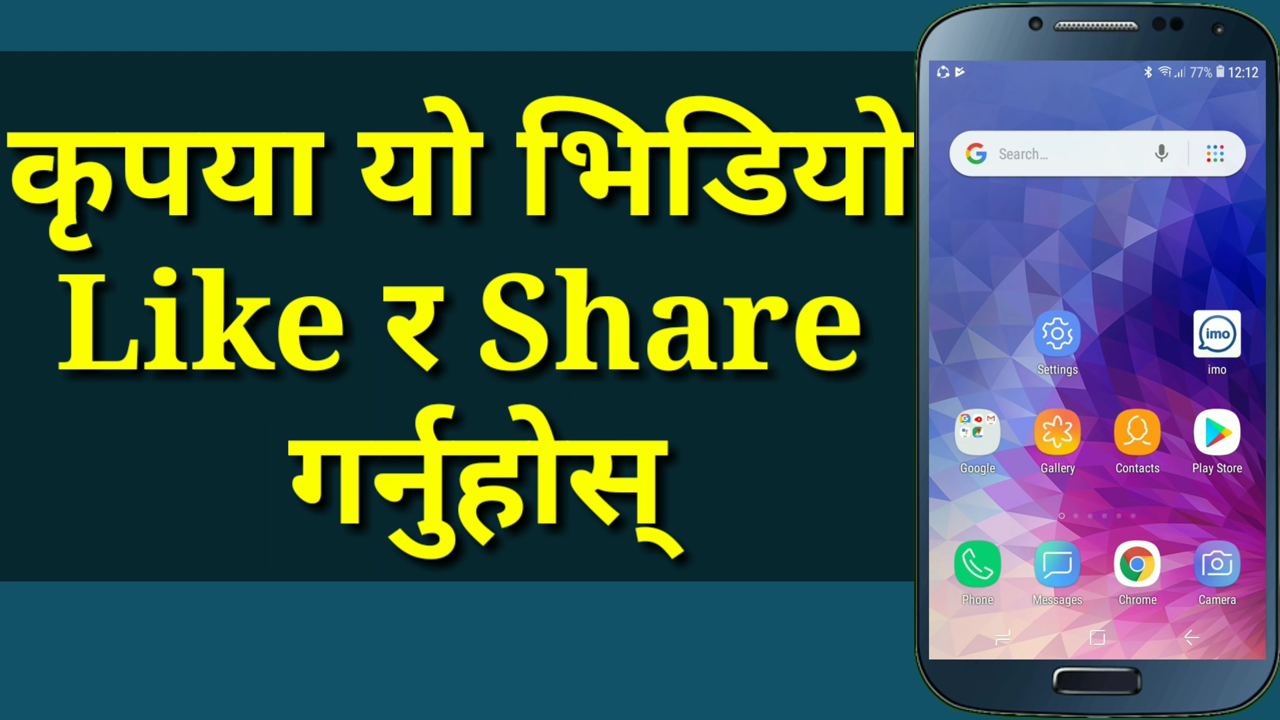 कृपया यो भिडियो
Like र Share
गर्नुहोस्
77% 12:12
Search...
Settings
imo
imo
Google Gallery Contacts Play Store
Phone Messages Chrome Camera